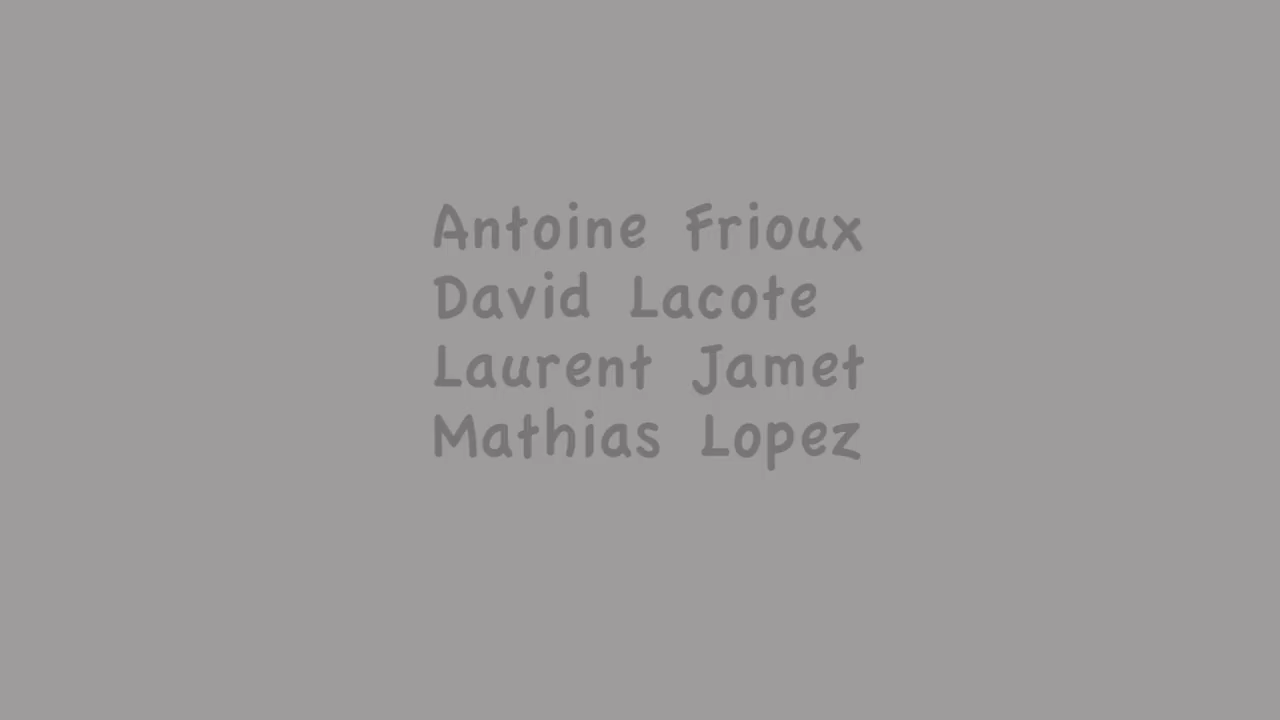 Antoine Frioux
David Lacote
Laurent Jamet
Mathias Lopez